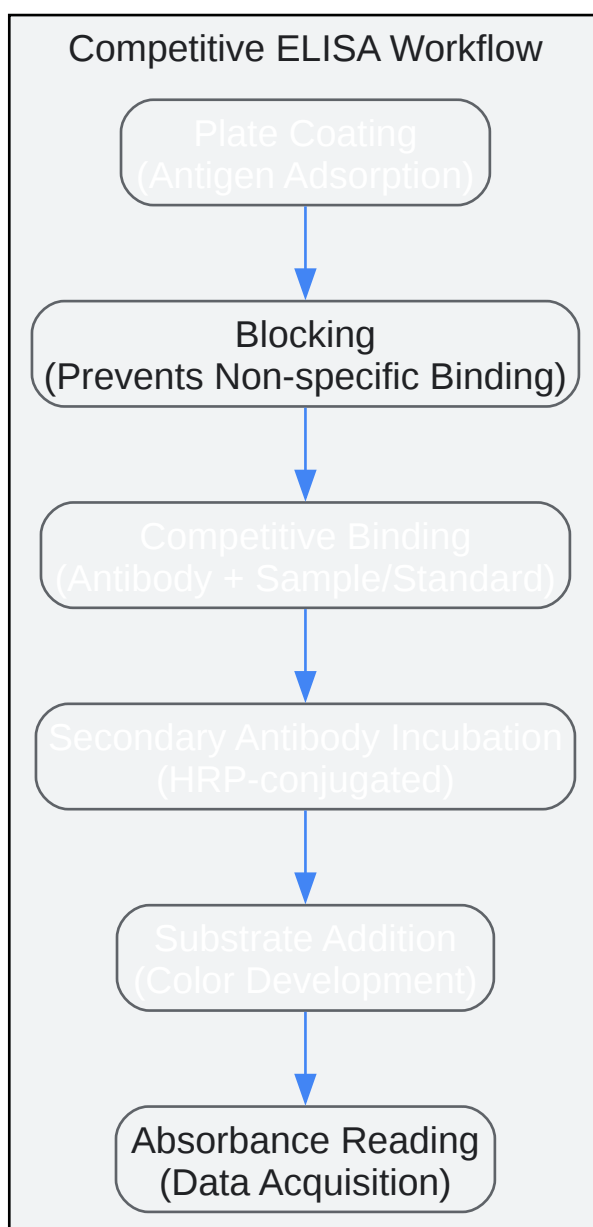 Competitive ELISA Workflow
Plate Coating
(Antigen Adsorption)
Blocking
(Prevents Non-specific Binding)
Competitive Binding
(Antibody + Sample/Standard)
Secondary Antibody Incubation
(HRP-conjugated)
Substrate Addition
(Color Development)
Absorbance Reading
(Data Acquisition)